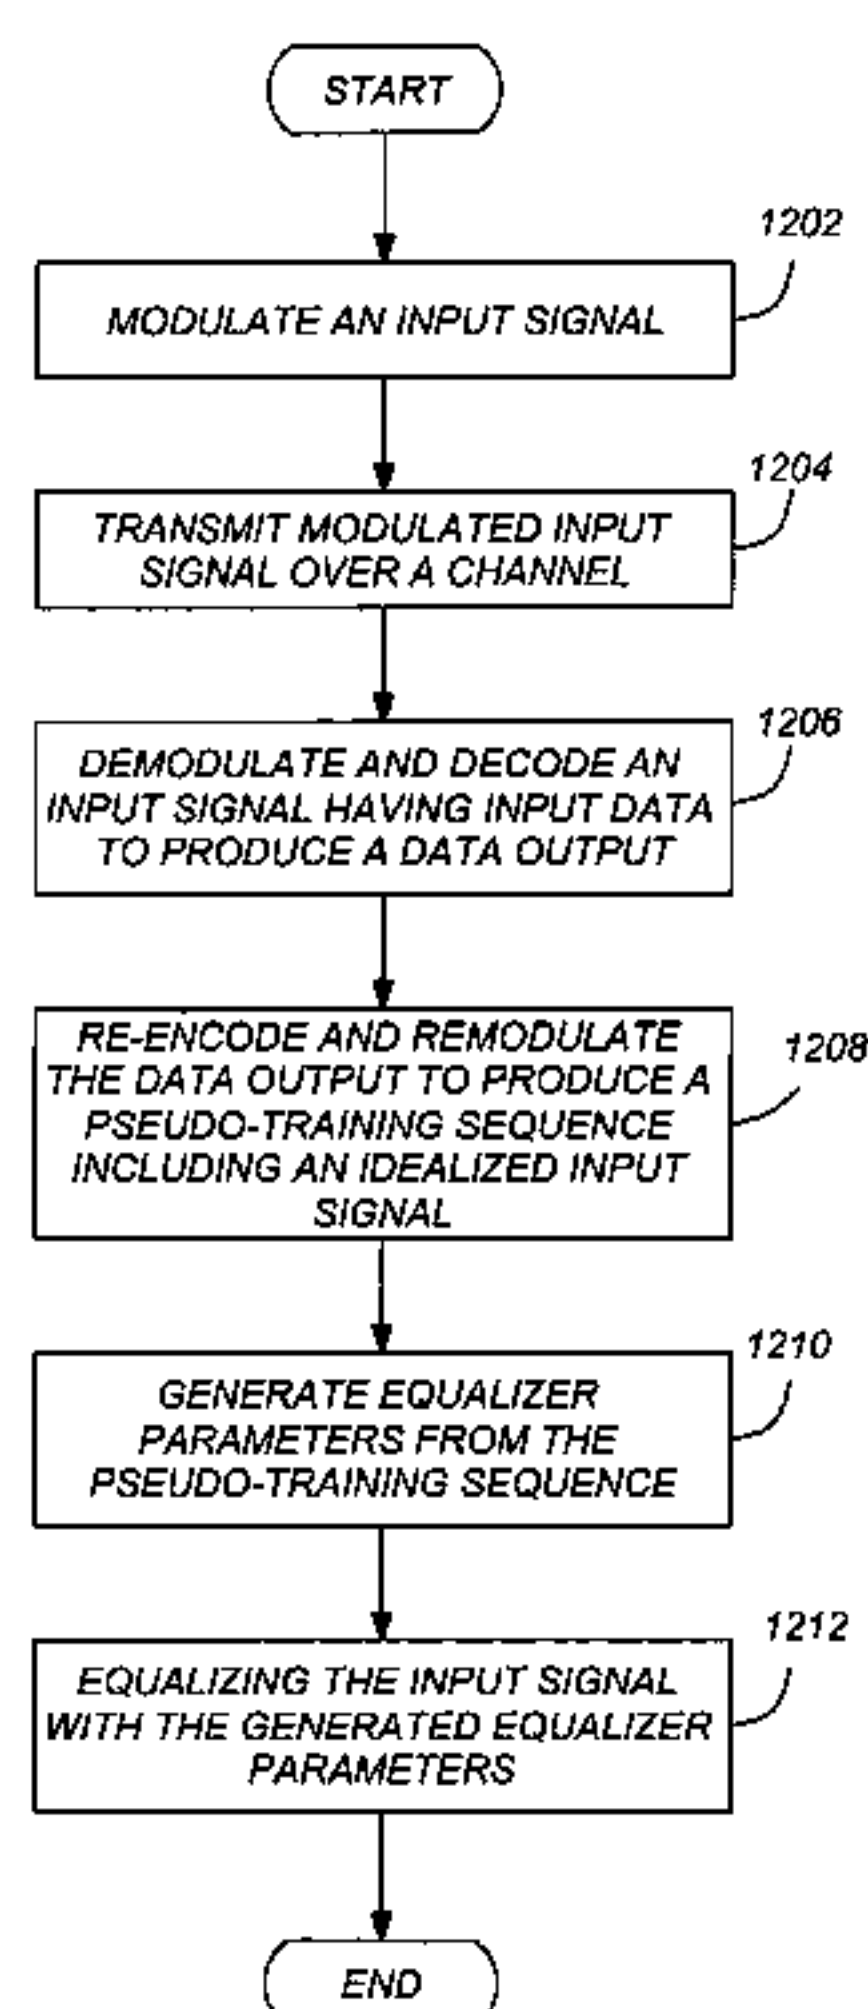 START
1202
MODULATE AN INPUT SIGNAL
1204
TRANSMIT MODULATED INPUT
SIGNAL OVER A CHANNEL
1206
DEMODULATE AND DECODE AN
INPUT SIGNAL HAVING INPUT DATA
TO PRODUCE A DATA OUTPUT
1208
RE-ENCODE AND REMODULATE
THE DATA OUTPUT TO PRODUCE A
PSEUDO-TRAINING SEQUENCE
INCLUDING AN IDEALIZED INPUT
SIGNAL
1210
GENERATE EQUALIZER
PARAMETERS FROM THE
PSEUDO-TRAINING SEQUENCE
1212
EQUALIZING THE INPUT SIGNAL
WITH THE GENERATED EQUALIZER
PARAMETERS
END